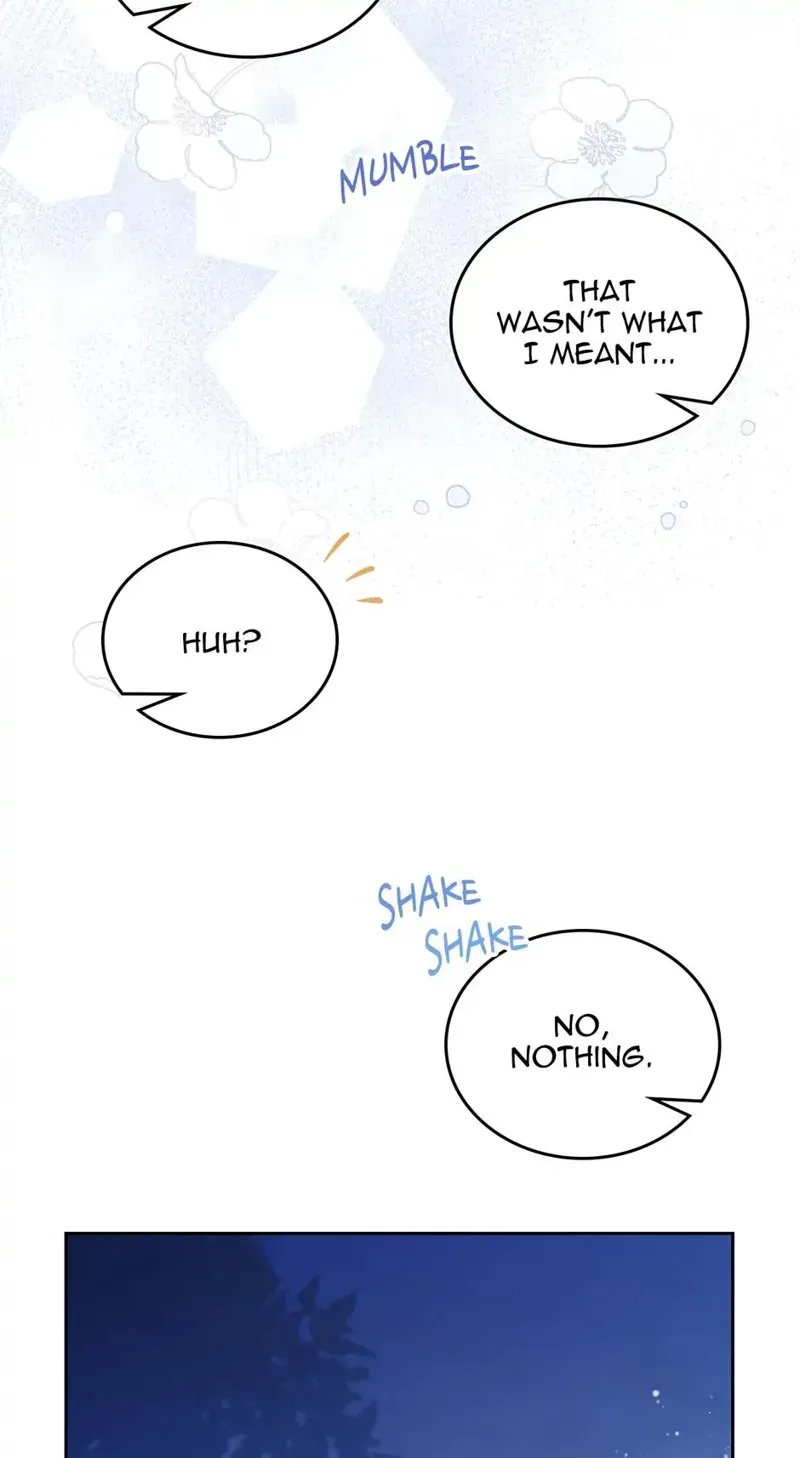 MUMBLE
THAT
WASN'T WHAT
I MEANT...
HUH?
SHAKE
SHAKE
NO,
NOTHING.